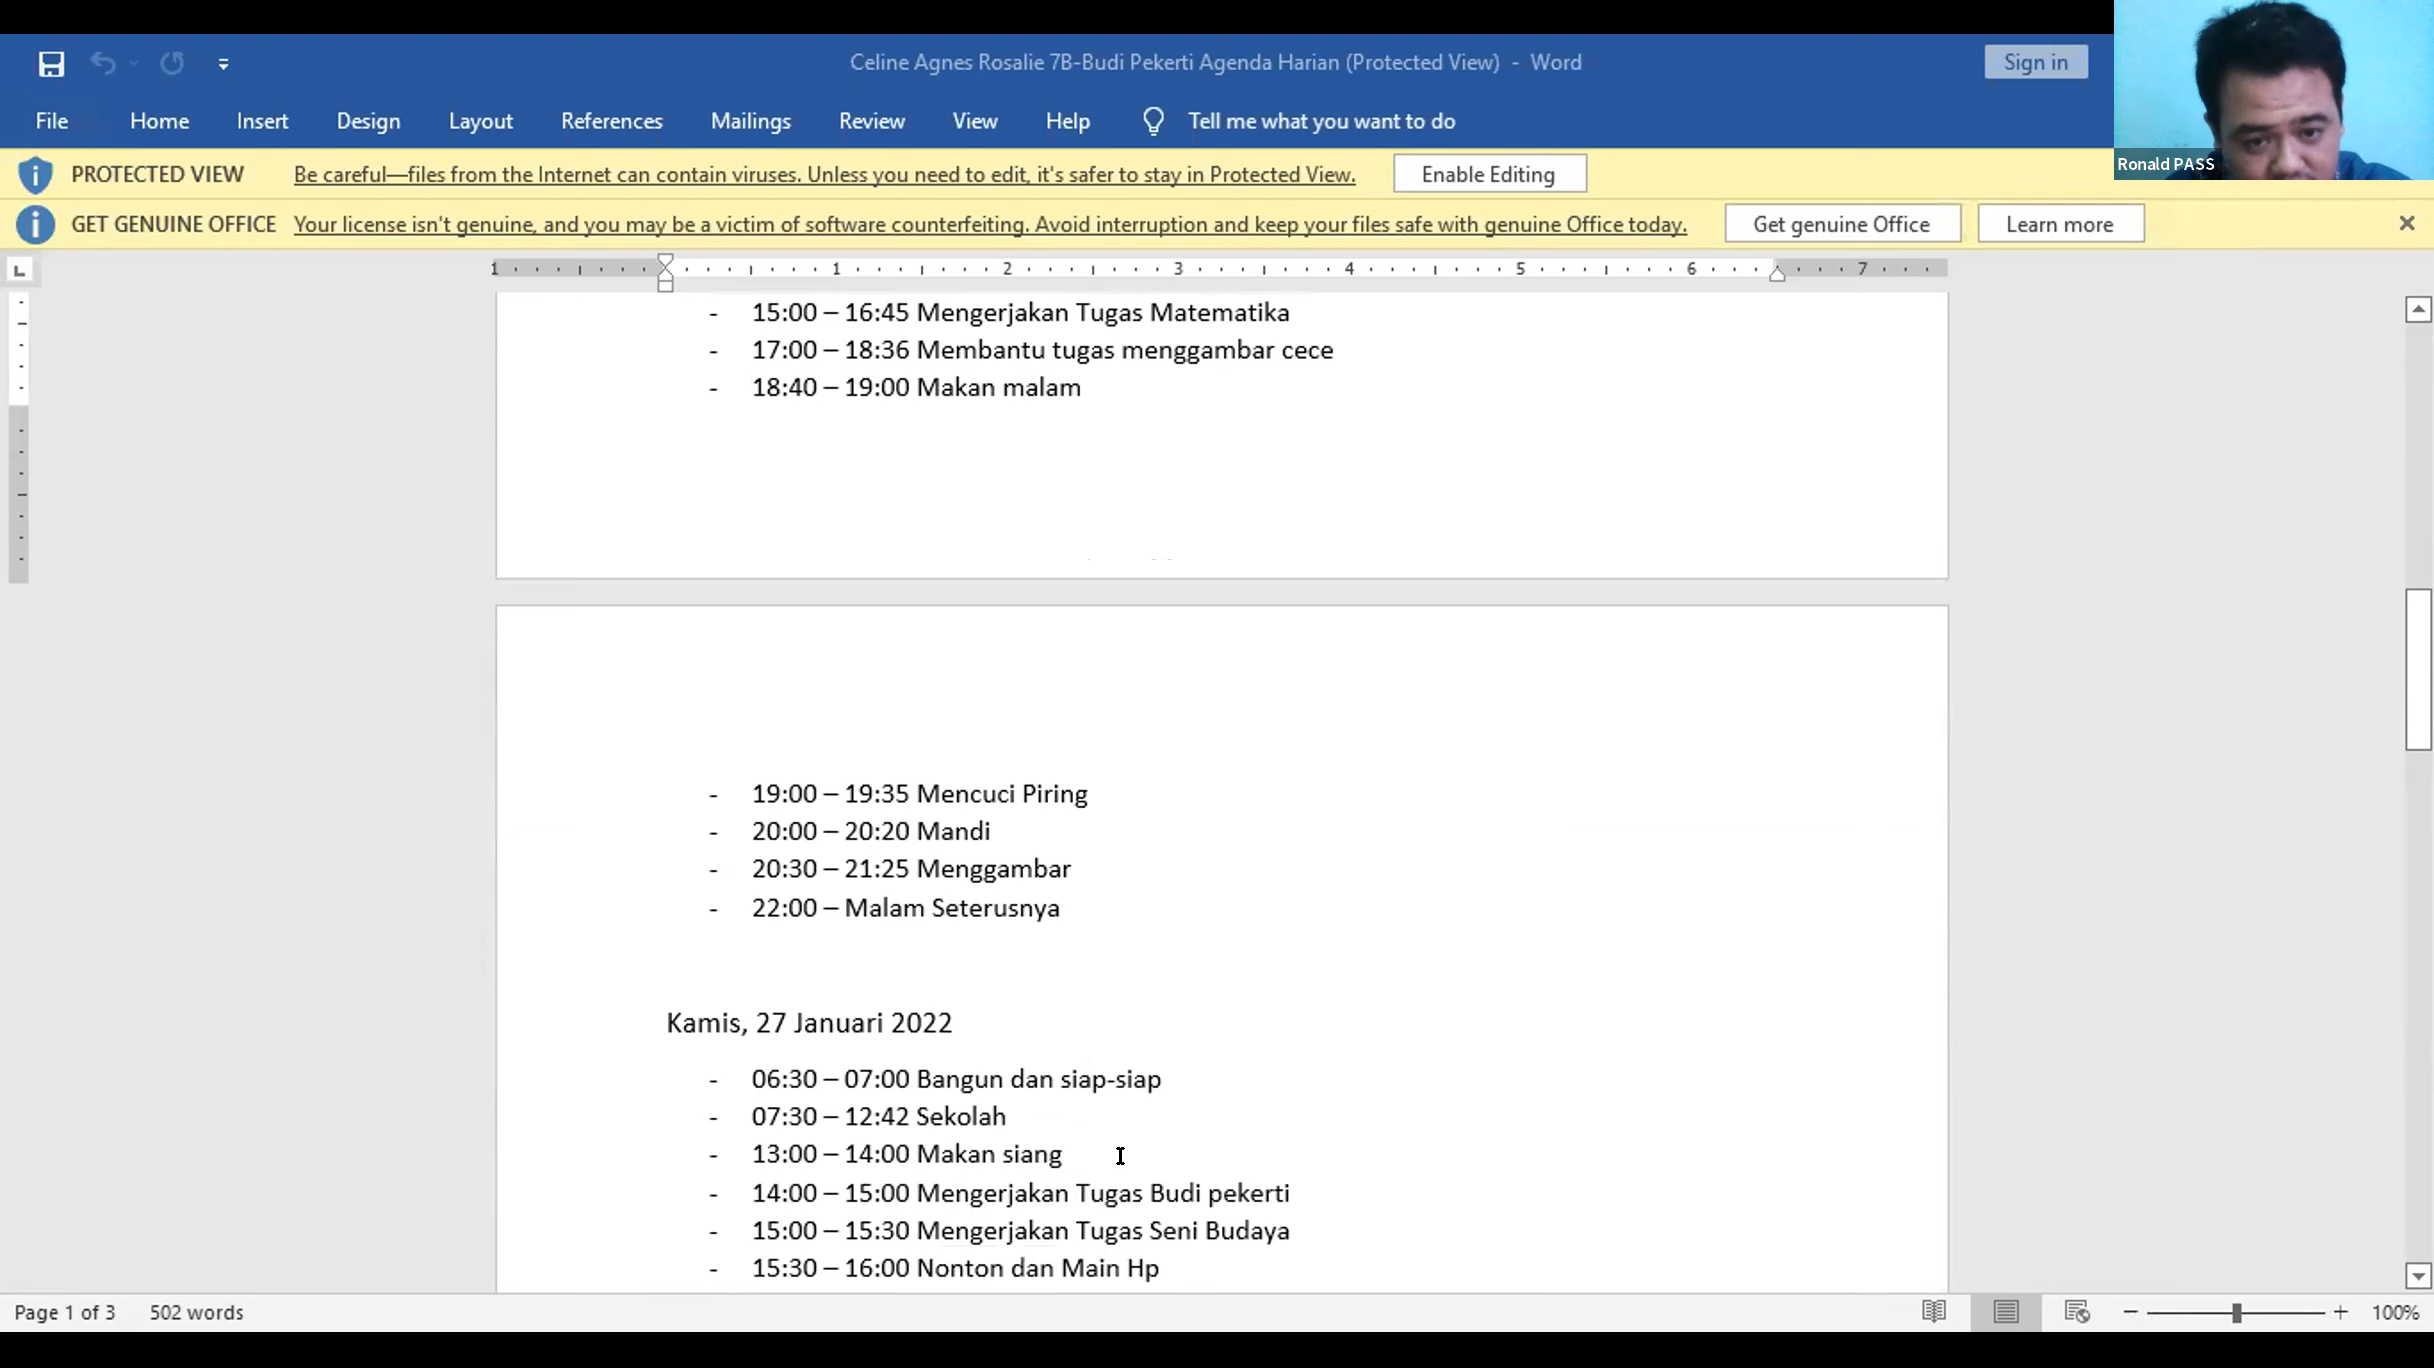 Celine Agnes Rosalie 7B-Budi Pekerti Agenda Harian (Protected View) - Word
Sign in
File Home Insert Design Layout References Mailings Review View Help Tell me what you want to do
Ronald PASS
PROTECTED VIEW Be careful—files from the Internet can contain viruses. Unless you need to edit, it's safer to stay in Protected View. Enable Editing
GET GENUINE OFFICE Your license isn't genuine, and you may be a victim of software counterfeiting. Avoid interruption and keep your files safe with genuine Office today. Get genuine Office Learn more
L
1 1 2 3 4 5 6 7
- 15:00 – 16:45 Mengerjakan Tugas Matematika
- 17:00 – 18:36 Membantu tugas menggambar cece
- 18:40 – 19:00 Makan malam
- 19:00 – 19:35 Mencuci Piring
- 20:00 – 20:20 Mandi
- 20:30 – 21:25 Menggambar
- 22:00 – Malam Seterusnya
Kamis, 27 Januari 2022
- 06:30 – 07:00 Bangun dan siap-siap
- 07:30 – 12:42 Sekolah
- 13:00 – 14:00 Makan siang
- 14:00 – 15:00 Mengerjakan Tugas Budi pekerti
- 15:00 – 15:30 Mengerjakan Tugas Seni Budaya
- 15:30 – 16:00 Nonton dan Main Hp
Page 1 of 3 502 words 100%